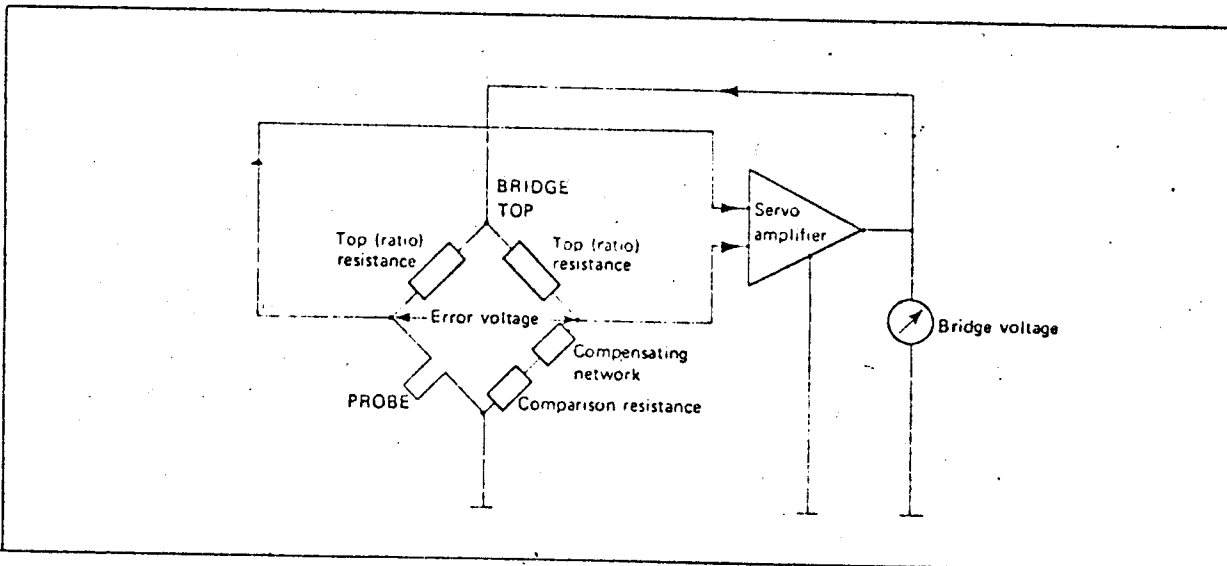 BRIDGE
TOP
Top (ratio)
resistance
Top (ratio)
resistance
Servo
amplifier
Error voltage
Bridge voltage
Compensating
network
PROBE
Comparison resistance